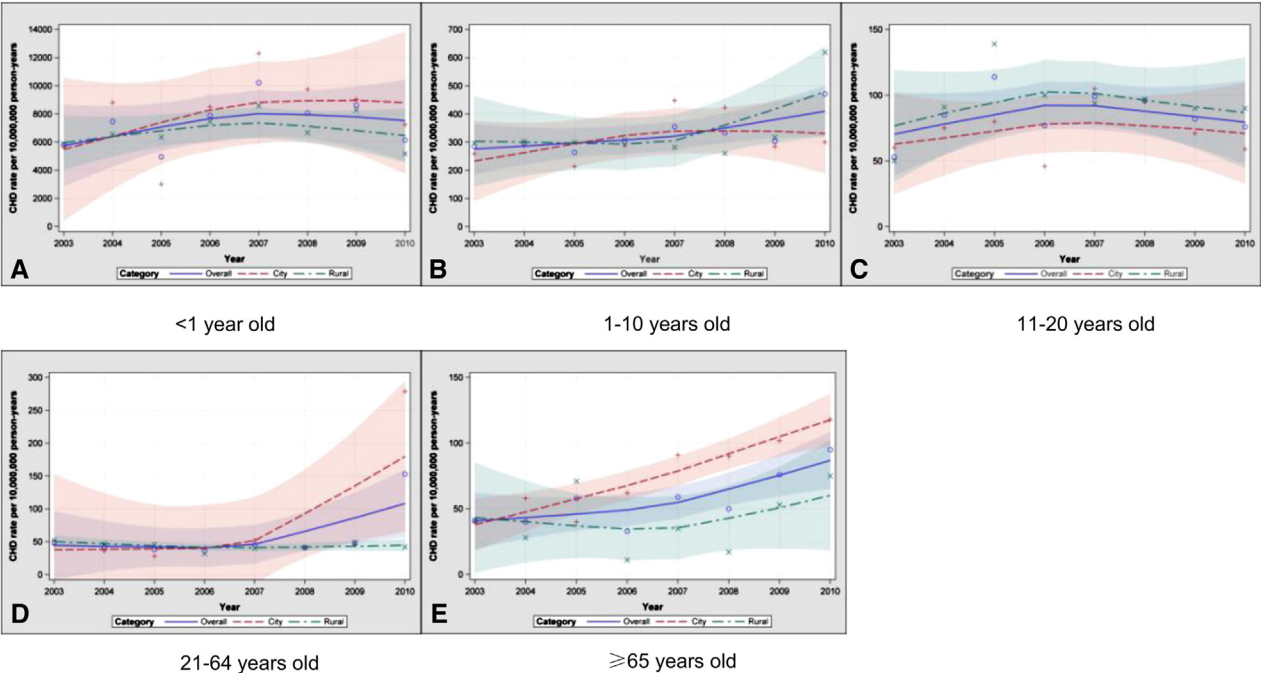 CHD rate per 10,000,000 person-years
14000
12000
10000
8000
6000
4000
2000
0
2003 2004 2005 2006 2007 2008 2009 2010
Year
A
Category Overall City Rural
<1 year old
CHD rate per 10,000,000 person-years
700
600
500
400
300
200
100
0
2003 2004 2005 2006 2007 2008 2009 2010
Year
B
Category Overall City Rural
1-10 years old
CHD rate per 10,000,000 person-years
150
100
50
0
2003 2004 2005 2006 2007 2008 2009 2010
Year
C
Category Overall City Rural
11-20 years old
CHD rate per 10,000,000 person-years
300
250
200
150
100
50
0
2003 2004 2005 2006 2007 2008 2009 2010
Year
D
Category Overall City Rural
21-64 years old
CHD rate per 10,000,000 person-years
150
100
50
0
2003 2004 2005 2006 2007 2008 2009 2010
Year
E
Category Overall City Rural
⩾65 years old